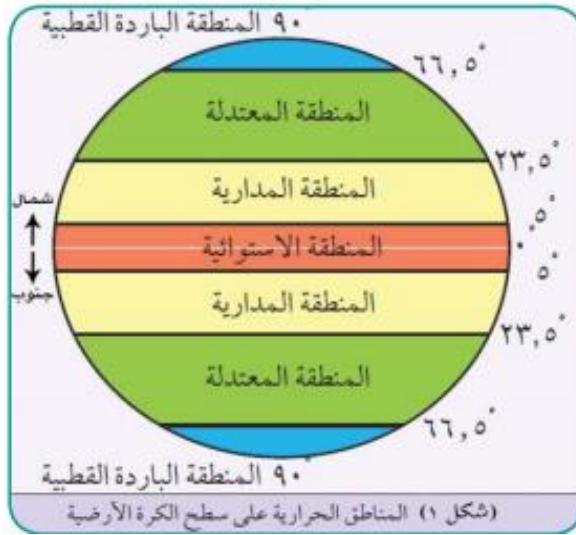 ٩٠° المنطقة الباردة القطبية
٦٦,٥°
المنطقة المعتدلة
٢٣,٥°
المنطقة المدارية
شمال
٥°
المنطقة الاستوائية
٠°
٥°
جنوب
المنطقة المدارية
٢٣,٥°
المنطقة المعتدلة
٦٦,٥°
٩٠° المنطقة الباردة القطبية
(شكل ١) المناطق الحرارية على سطح الكرة الأرضية